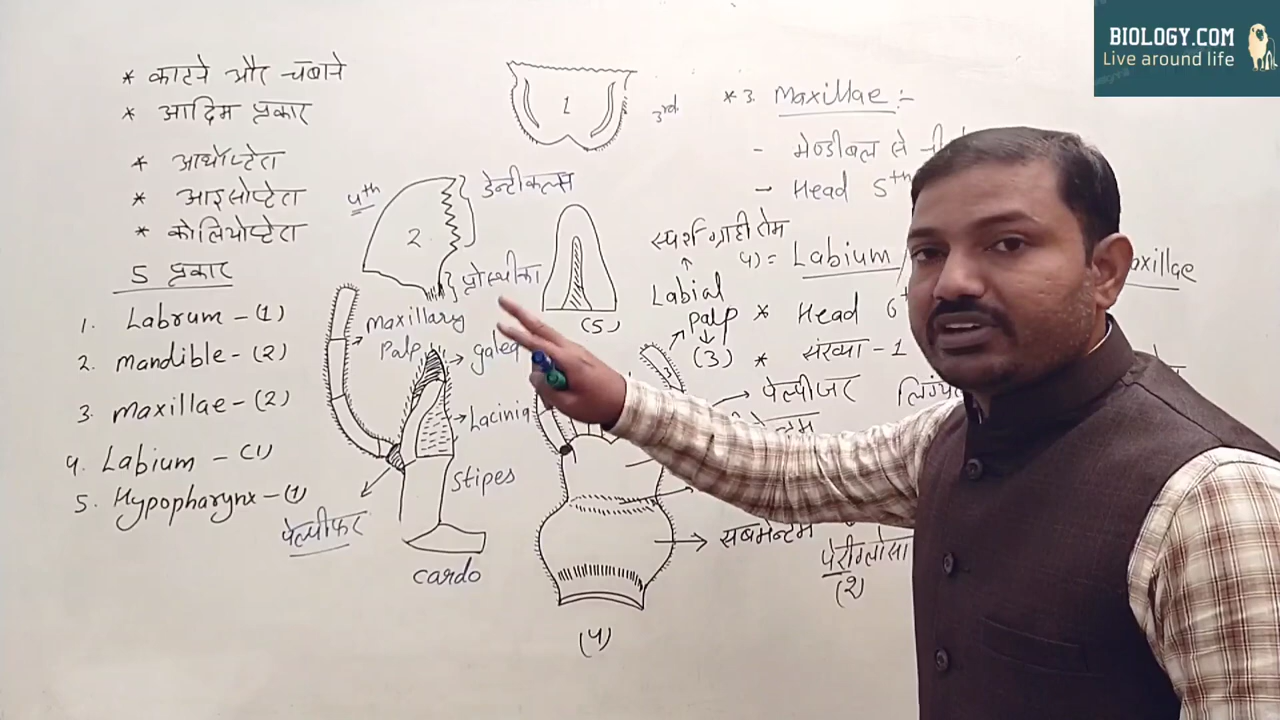 BIOLOGY.COM
Live around life
* काटने और चबाने
* आदिम प्रकार
* आर्थोप्टेरा
* आइसोप्टेरा
* कोलियोप्टेरा
5 प्रकार
1. Labrum - (1)
2. mandible - (2)
3. maxillae - (2)
4. Labium - (1)
5. Hypopharynx - (1)
1
3rd
4th
2
डेन्टीकल्स
प्रोस्थीका
maxillary
Palp
galea
Lacinia
stipes
पेल्पीफर
cardo
(5)
स्पर्श ग्राही रोम
Labial
Palp
(3)
3
पेल्पीजर
सबमेन्टम
(4)
* 3. Maxillae :-
- मेण्डीबल से
- Head 5th
4) = Labium
* Head 6
* संख्या - 1
पेरीग्लोसा
(2)